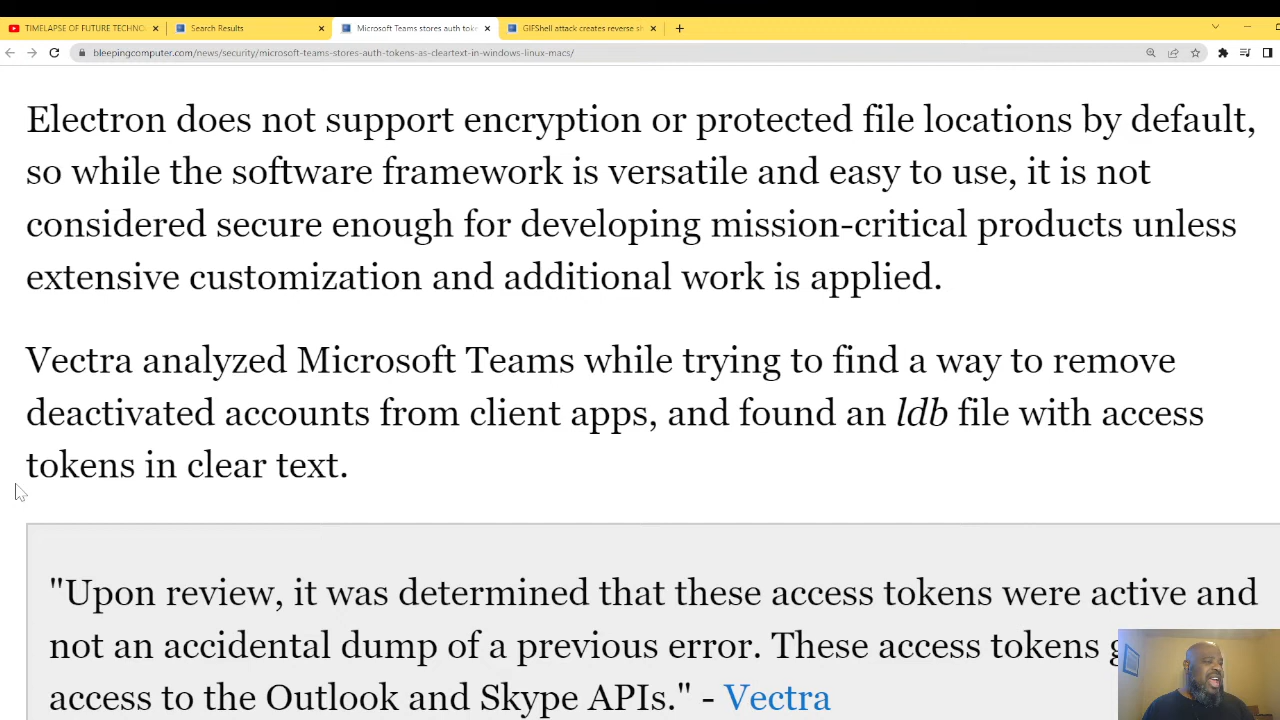 TIMELAPSE OF FUTURE TECHNO
Search Results
Microsoft Teams stores auth tok
GIFShell attack creates reverse sh
bleepingcomputer.com/news/security/microsoft-teams-stores-auth-tokens-as-cleartext-in-windows-linux-macs/
Electron does not support encryption or protected file locations by default,
so while the software framework is versatile and easy to use, it is not
considered secure enough for developing mission-critical products unless
extensive customization and additional work is applied.
Vectra analyzed Microsoft Teams while trying to find a way to remove
deactivated accounts from client apps, and found an ldb file with access
tokens in clear text.
"Upon review, it was determined that these access tokens were active and
not an accidental dump of a previous error. These access tokens g
access to the Outlook and Skype APIs." - Vectra